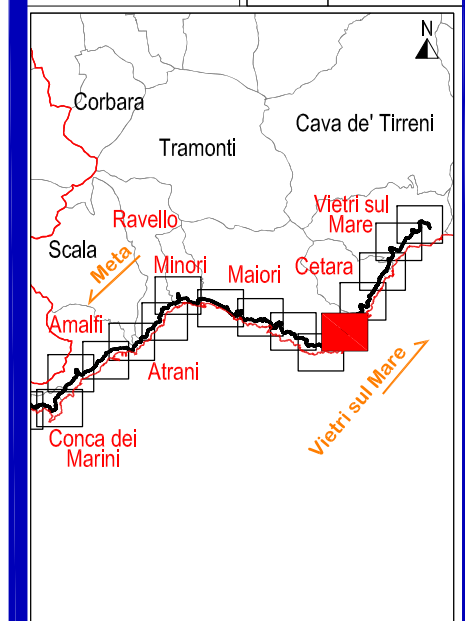 N
Corbara
Cava de' Tirreni
Tramonti
Vietri sul
Mare
Ravello
Scala
Meta
Minori
Maiori
Cetara
Amalfi
Atrani
Vietri sul Mare
Conca dei
Marini